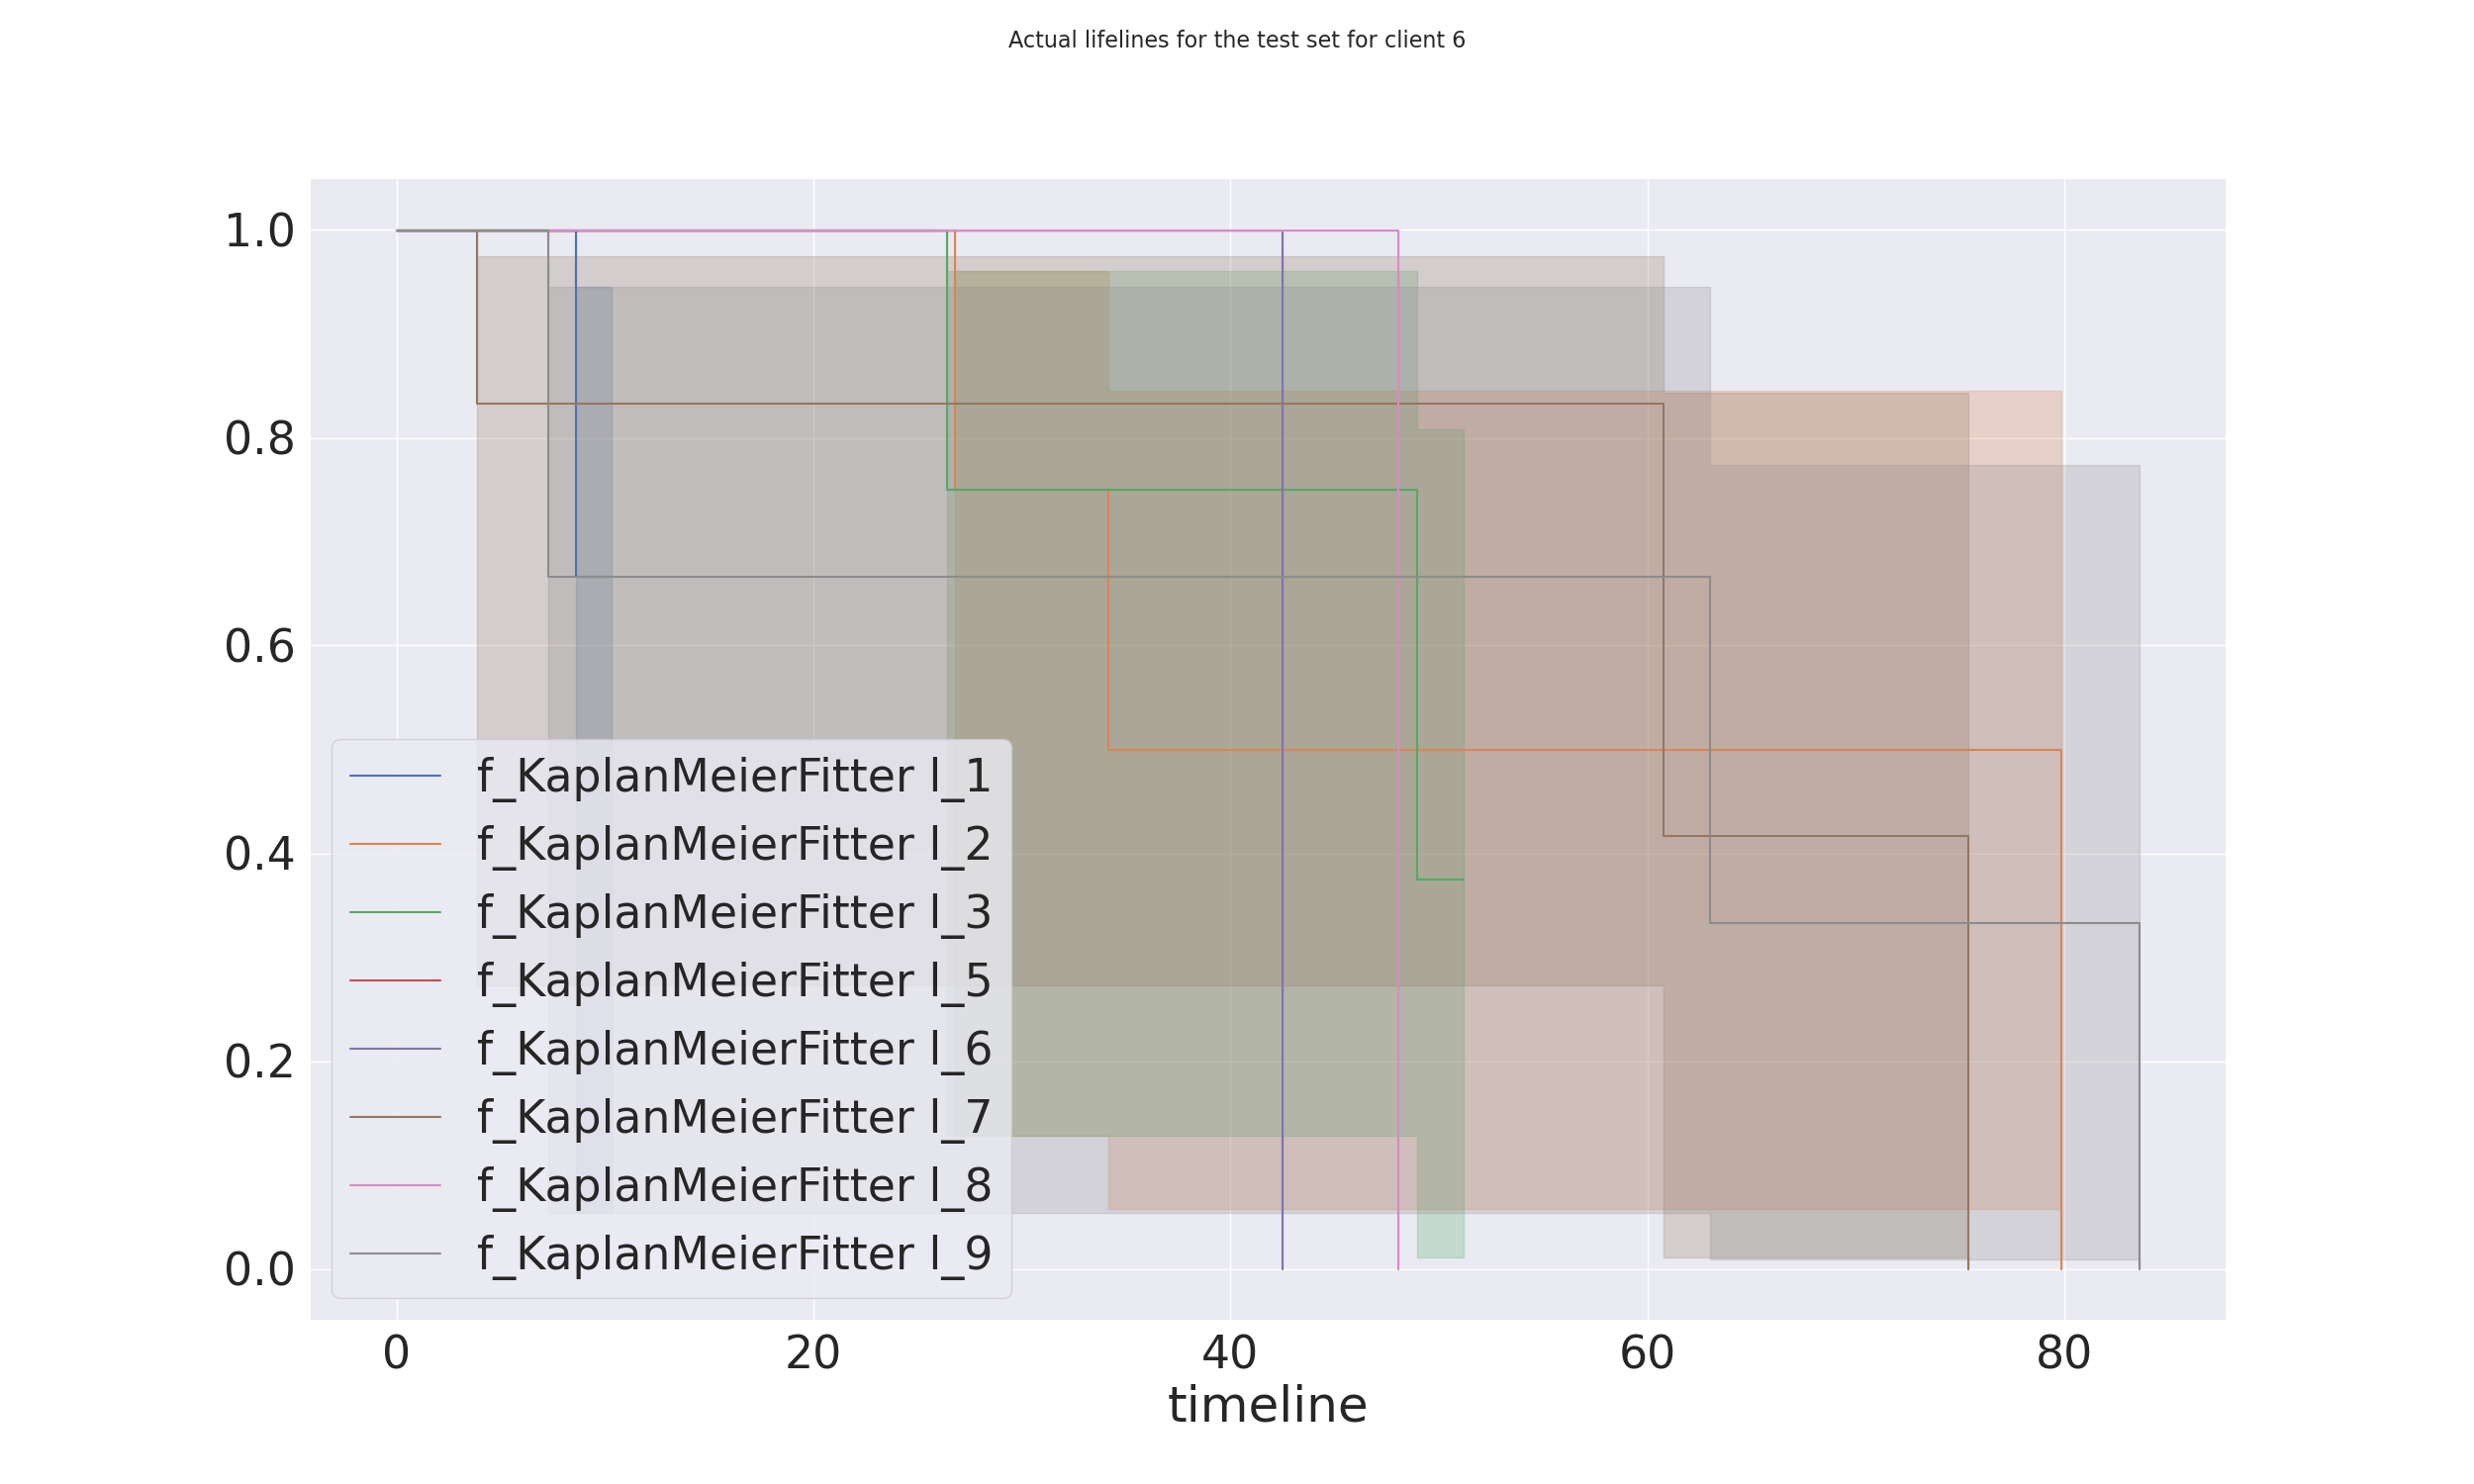 Actual lifelines for the test set for client 6
1.0
0.8
0.6
0.4
0.2
0.0
f_KaplanMeierFitter l_1
f_KaplanMeierFitter l_2
f_KaplanMeierFitter l_3
f_KaplanMeierFitter l_5
f_KaplanMeierFitter l_6
f_KaplanMeierFitter l_7
f_KaplanMeierFitter l_8
f_KaplanMeierFitter l_9
0 20 40 60 80
timeline